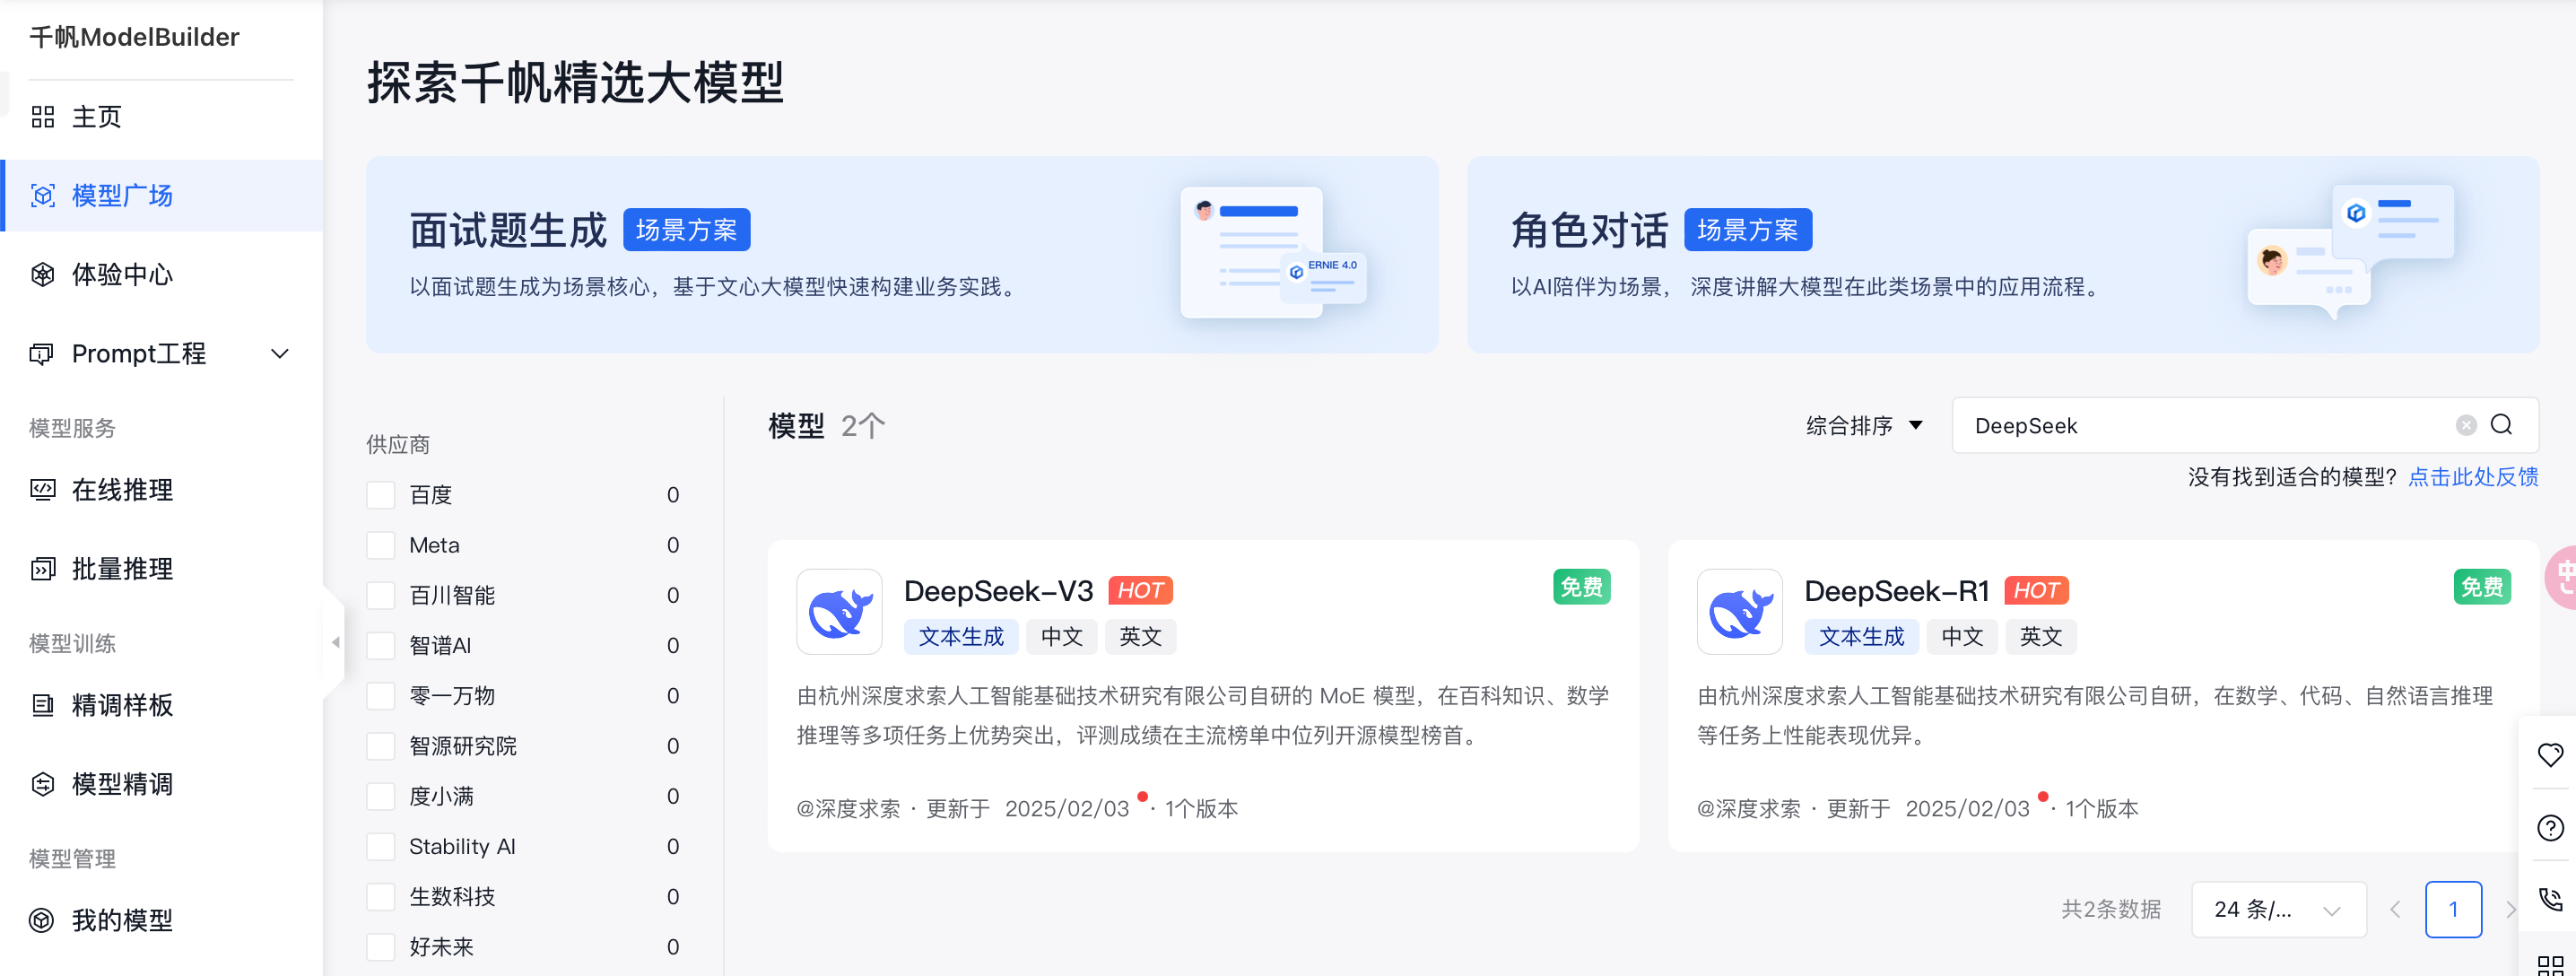 千帆ModelBuilder
主页
模型广场
体验中心
Prompt工程
模型服务
在线推理
批量推理
模型训练
精调样板
模型精调
模型管理
我的模型
探索千帆精选大模型
面试题生成 场景方案
以面试题生成为场景核心，基于文心大模型快速构建业务实践。
ERNIE 4.0
角色对话 场景方案
以AI陪伴为场景， 深度讲解大模型在此类场景中的应用流程。
供应商
百度 0
Meta 0
百川智能 0
智谱AI 0
零一万物 0
智源研究院 0
度小满 0
Stability AI 0
生数科技 0
好未来 0
模型 2个
综合排序
DeepSeek
没有找到适合的模型？点击此处反馈
DeepSeek-V3 HOT 免费
文本生成 中文 英文
由杭州深度求索人工智能基础技术研究有限公司自研的 MoE 模型，在百科知识、数学
推理等多项任务上优势突出，评测成绩在主流榜单中位列开源模型榜首。
@深度求索 · 更新于 2025/02/03 · 1个版本
DeepSeek-R1 HOT 免费
文本生成 中文 英文
由杭州深度求索人工智能基础技术研究有限公司自研，在数学、代码、自然语言推理
等任务上性能表现优异。
@深度求索 · 更新于 2025/02/03 · 1个版本
共2条数据 24 条/... 1
中